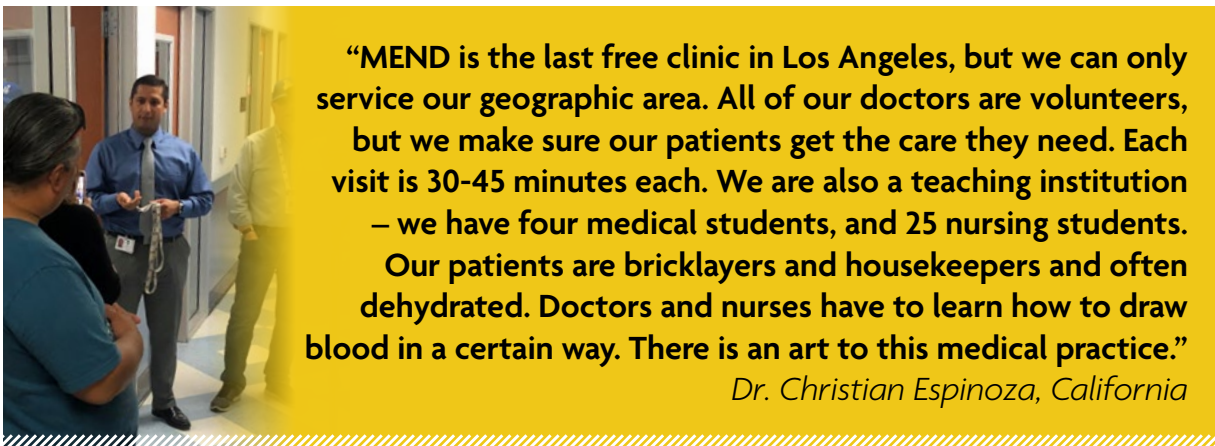 “MEND is the last free clinic in Los Angeles, but we can only
service our geographic area. All of our doctors are volunteers,
but we make sure our patients get the care they need. Each
visit is 30-45 minutes each. We are also a teaching institution
– we have four medical students, and 25 nursing students.
Our patients are bricklayers and housekeepers and often
dehydrated. Doctors and nurses have to learn how to draw
blood in a certain way. There is an art to this medical practice.”
Dr. Christian Espinoza, California